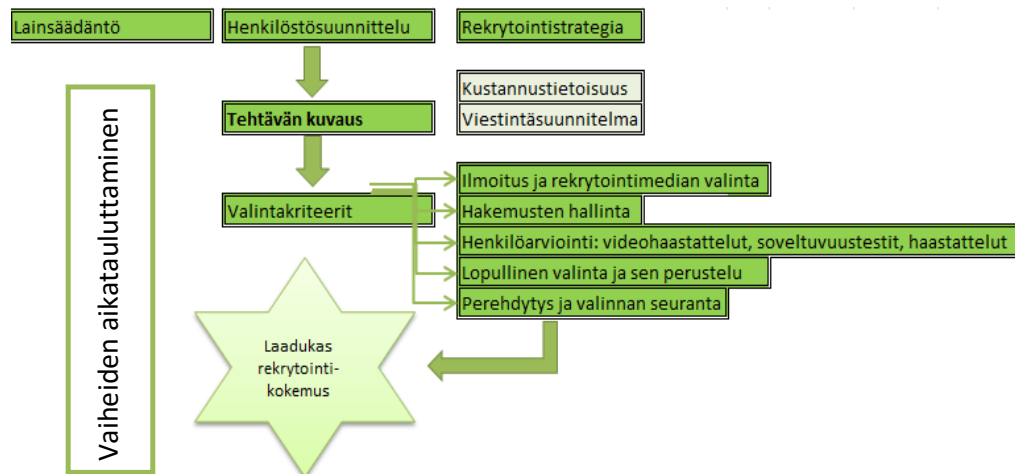 Lainsäädäntö
Henkilöstösuunnittelu
Rekrytointistrategia
Kustannustietoisuus
Viestintäsuunnitelma
Tehtävän kuvaus
Vaiheiden aikatauluttaminen
Valintakriteerit
Ilmoitus ja rekrytointimedian valinta
Hakemusten hallinta
Henkilöarviointi: videohaastattelut, soveltuvuustestit, haastattelut
Lopullinen valinta ja sen perustelu
Perehdytys ja valinnan seuranta
Laadukas
rekrytointi-
kokemus